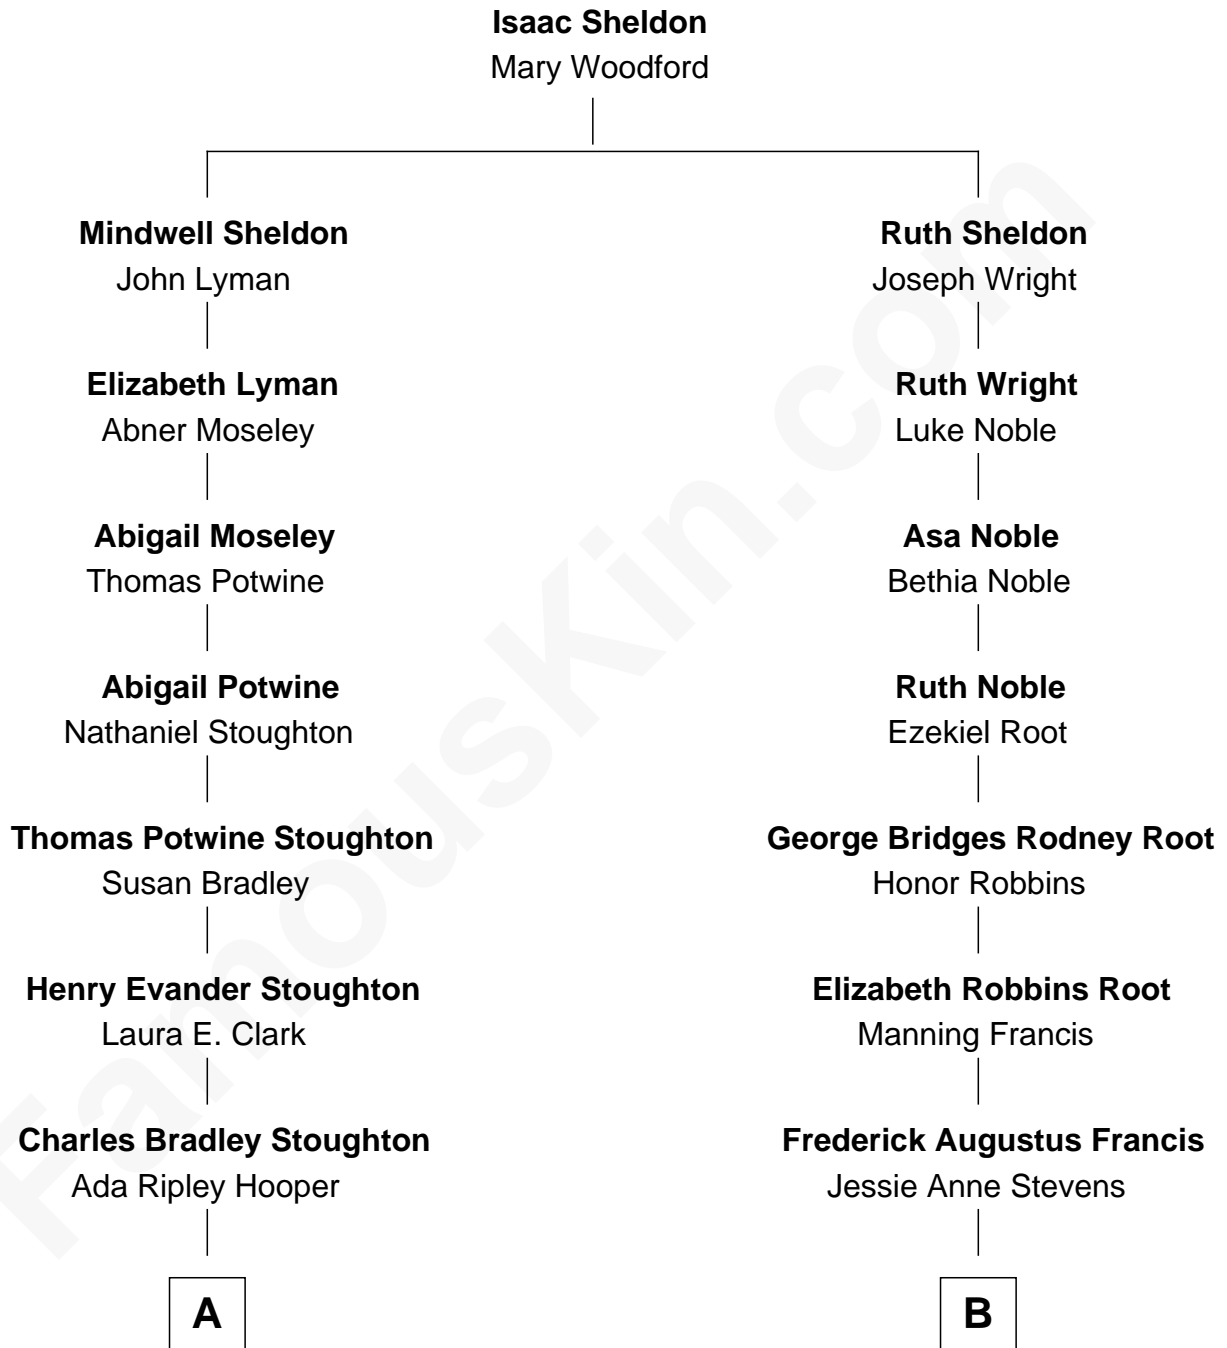 Isaac Sheldon
Mary Woodford
Mindwell Sheldon
John Lyman
Ruth Sheldon
Joseph Wright
Elizabeth Lyman
Abner Moseley
Ruth Wright
Luke Noble
Abigail Moseley
Thomas Potwine
Asa Noble
Bethia Noble
Abigail Potwine
Nathaniel Stoughton
Ruth Noble
Ezekiel Root
Thomas Potwine Stoughton
Susan Bradley
George Bridges Rodney Root
Honor Robbins
Henry Evander Stoughton
Laura E. Clark
Elizabeth Robbins Root
Manning Francis
Charles Bradley Stoughton
Ada Ripley Hooper
Frederick Augustus Francis
Jessie Anne Stevens
A
B
FamousKin.com